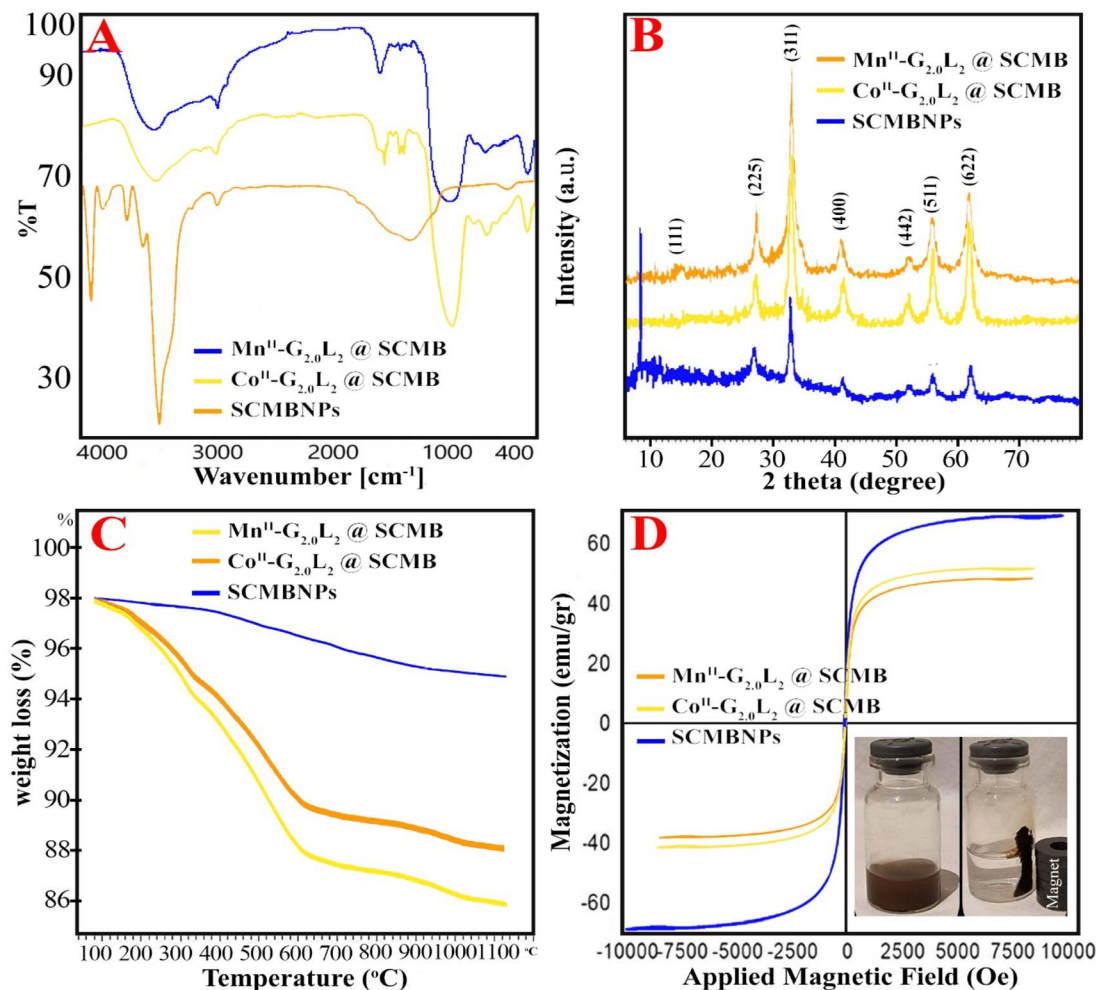 A
100
90
70
50
30
%T
Mnᴵᴵ-G₂.₀L₂ @ SCMB
Coᴵᴵ-G₂.₀L₂ @ SCMB
SCMBNPs
4000 3000 2000 1000 400
Wavenumber [cm⁻¹]
B
Intensity (a.u.)
(111)
(225)
(311)
(400)
(442)
(511)
(622)
Mnᴵᴵ-G₂.₀L₂ @ SCMB
Coᴵᴵ-G₂.₀L₂ @ SCMB
SCMBNPs
10 20 30 40 50 60 70
2 theta (degree)
C
%
100
98
96
94
92
90
88
86
weight loss (%)
Mnᴵᴵ-G₂.₀L₂ @ SCMB
Coᴵᴵ-G₂.₀L₂ @ SCMB
SCMBNPs
100 200 300 400 500 600 700 800 900 1000 1100 °C
Temperature (°C)
D
60
40
20
0
-20
-40
-60
Magnetization (emu/gr)
Mnᴵᴵ-G₂.₀L₂ @ SCMB
Coᴵᴵ-G₂.₀L₂ @ SCMB
SCMBNPs
Magnet
-10000 -7500 -5000 -2500 0 2500 5000 7500 10000
Applied Magnetic Field (Oe)